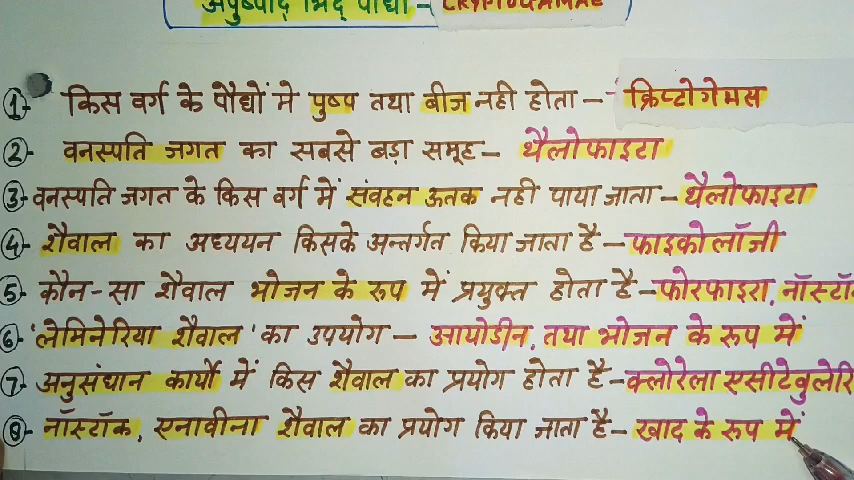 अपुष्पोद् भिद् पौधा - CRYPTOGAMAE
①- किस वर्ग के पौधों मे पुष्प तथा बीज नही होता - क्रिप्टोगेमस
②- वनस्पति जगत का सबसे बड़ा समूह - थैलोफाइटा
③- वनस्पति जगत के किस वर्ग में संवहन ऊतक नही पाया जाता - थैलोफाइटा
④- शैवाल का अध्ययन किसके अन्तर्गत किया जाता है - फाइकोलॉजी
⑤- कौन-सा शैवाल भोजन के रुप में प्रयुक्त होता है - फोरफाइरा, नॉस्टॉ
⑥- 'लेमिनेरिया शैवाल' का उपयोग - आयोडीन, तथा भोजन के रूप में
⑦- अनुसंधान कार्यो में किस शैवाल का प्रयोग होता है - क्लोरेला एसीटेबुलेरि
⑧- नॉस्टॉक, एनावीना शैवाल का प्रयोग किया जाता है - खाद के रूप में